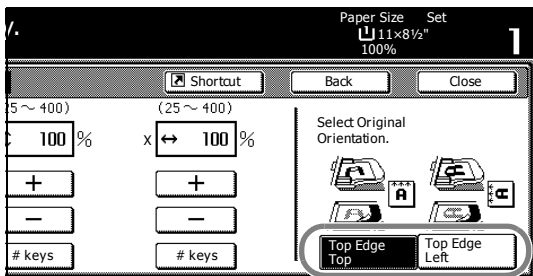 y.
Paper Size Set
11×8½"
100%
1
Shortcut
Back
Close
25～400)
(25～400)
100 %
x ↔ 100 %
Select Original
Orientation.
A
+
+
−
−
# keys
# keys
Top Edge
Top
Top Edge
Left